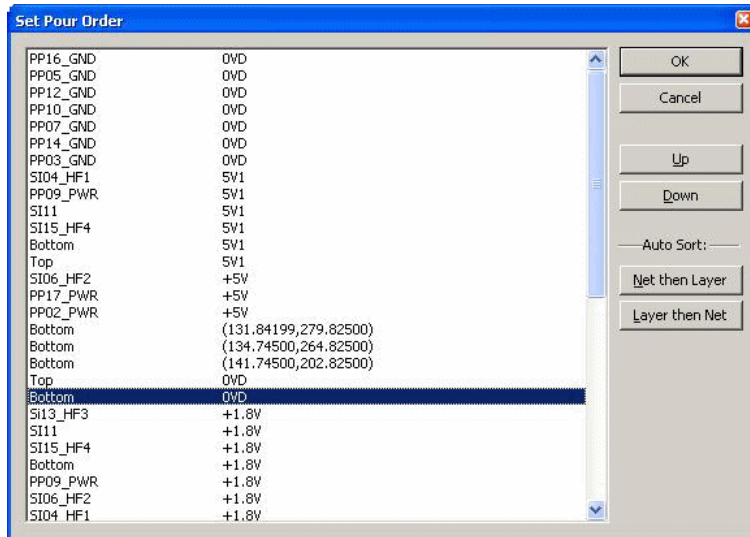 Set Pour Order
PP16_GND 0VD
PP05_GND 0VD
PP12_GND 0VD
PP10_GND 0VD
PP07_GND 0VD
PP14_GND 0VD
PP03_GND 0VD
SI04_HF1 5V1
PP09_PWR 5V1
SI11 5V1
SI15_HF4 5V1
Bottom 5V1
Top 5V1
SI06_HF2 +5V
PP17_PWR +5V
PP02_PWR +5V
Bottom (131.84199,279.82500)
Bottom (134.74500,264.82500)
Bottom (141.74500,202.82500)
Top 0VD
Bottom 0VD
Si13_HF3 +1.8V
SI11 +1.8V
SI15_HF4 +1.8V
Bottom +1.8V
PP09_PWR +1.8V
SI06_HF2 +1.8V
SI04_HF1 +1.8V
OK
Cancel
Up
Down
Auto Sort:
Net then Layer
Layer then Net